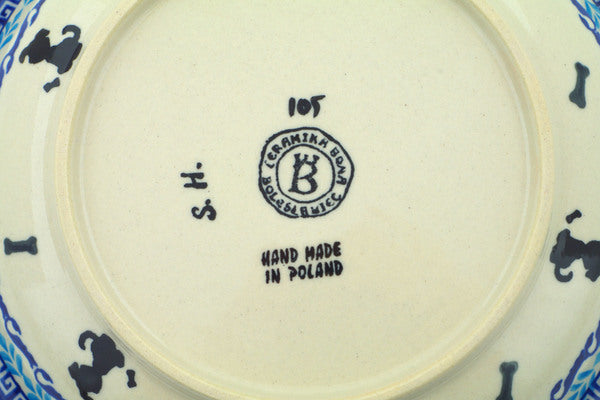 105
CERAMIKA BONA
BOLESŁAWIEC
B
S. H.
HAND MADE
IN POLAND